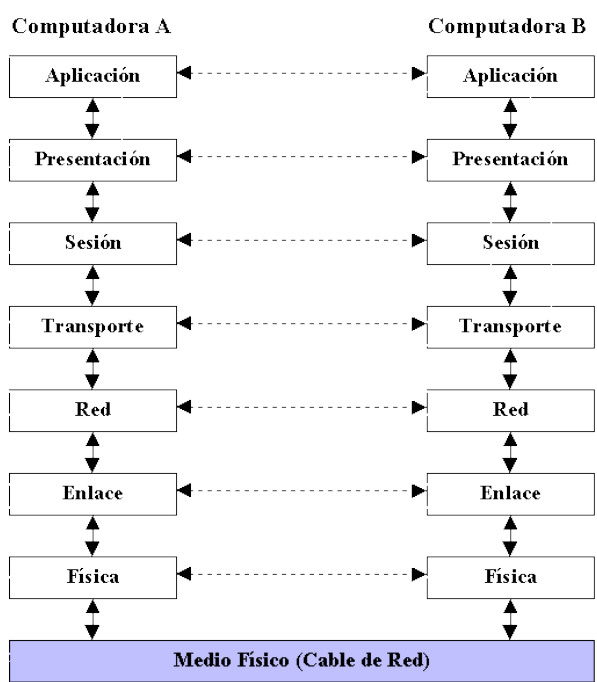 Computadora A
Computadora B
Aplicación
Aplicación
Presentación
Presentación
Sesión
Sesión
Transporte
Transporte
Red
Red
Enlace
Enlace
Física
Física
Medio Físico (Cable de Red)